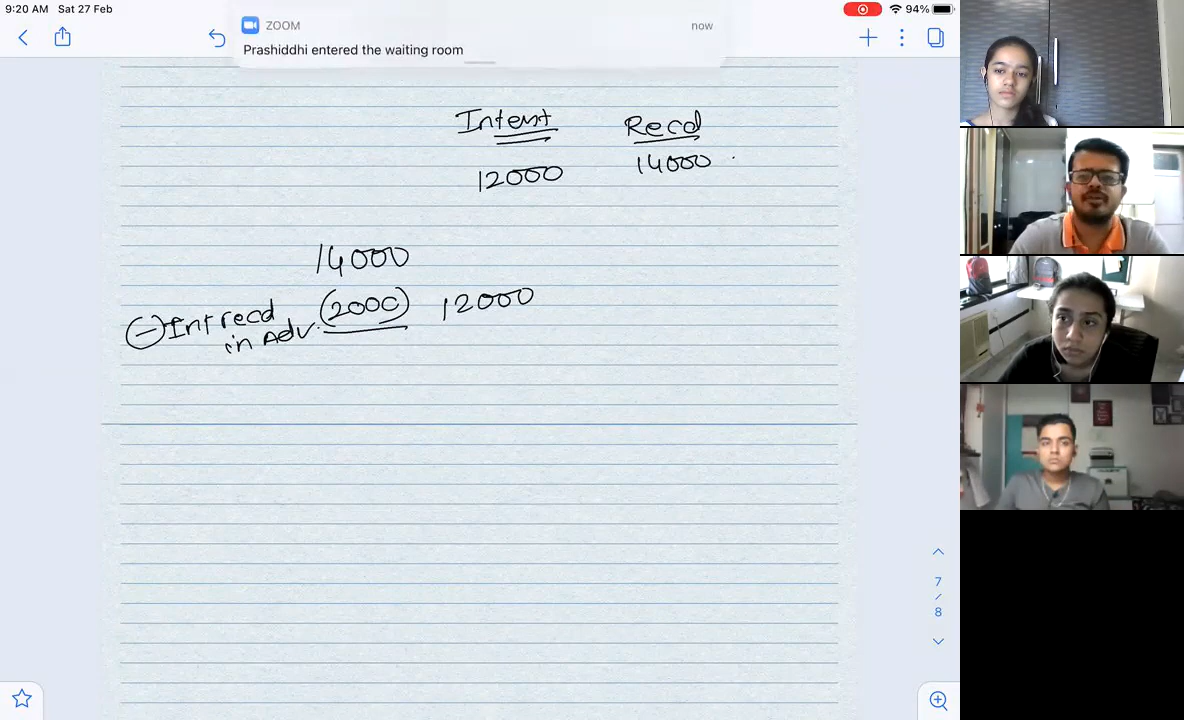 9:20 AM Sat 27 Feb
94%
ZOOM
now
Prashiddhi entered the waiting room
Interst Recd
12000 14000
14000
(2000) 12000
- Int recd
in Adv.
7
/
8